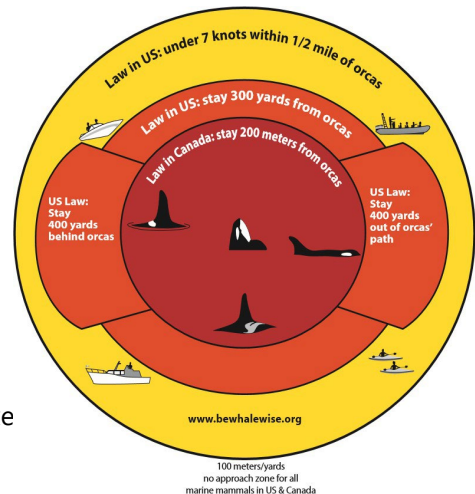 Law in US: under 7 knots within 1/2 mile of orcas
Law in US: stay 300 yards from orcas
Law in Canada: stay 200 meters from orcas
US Law:
Stay
400 yards
behind orcas
US Law:
Stay
400 yards
out of orcas'
path
e
www.bewhalewise.org
100 meters/yards
no approach zone for all
marine mammals in US & Canada